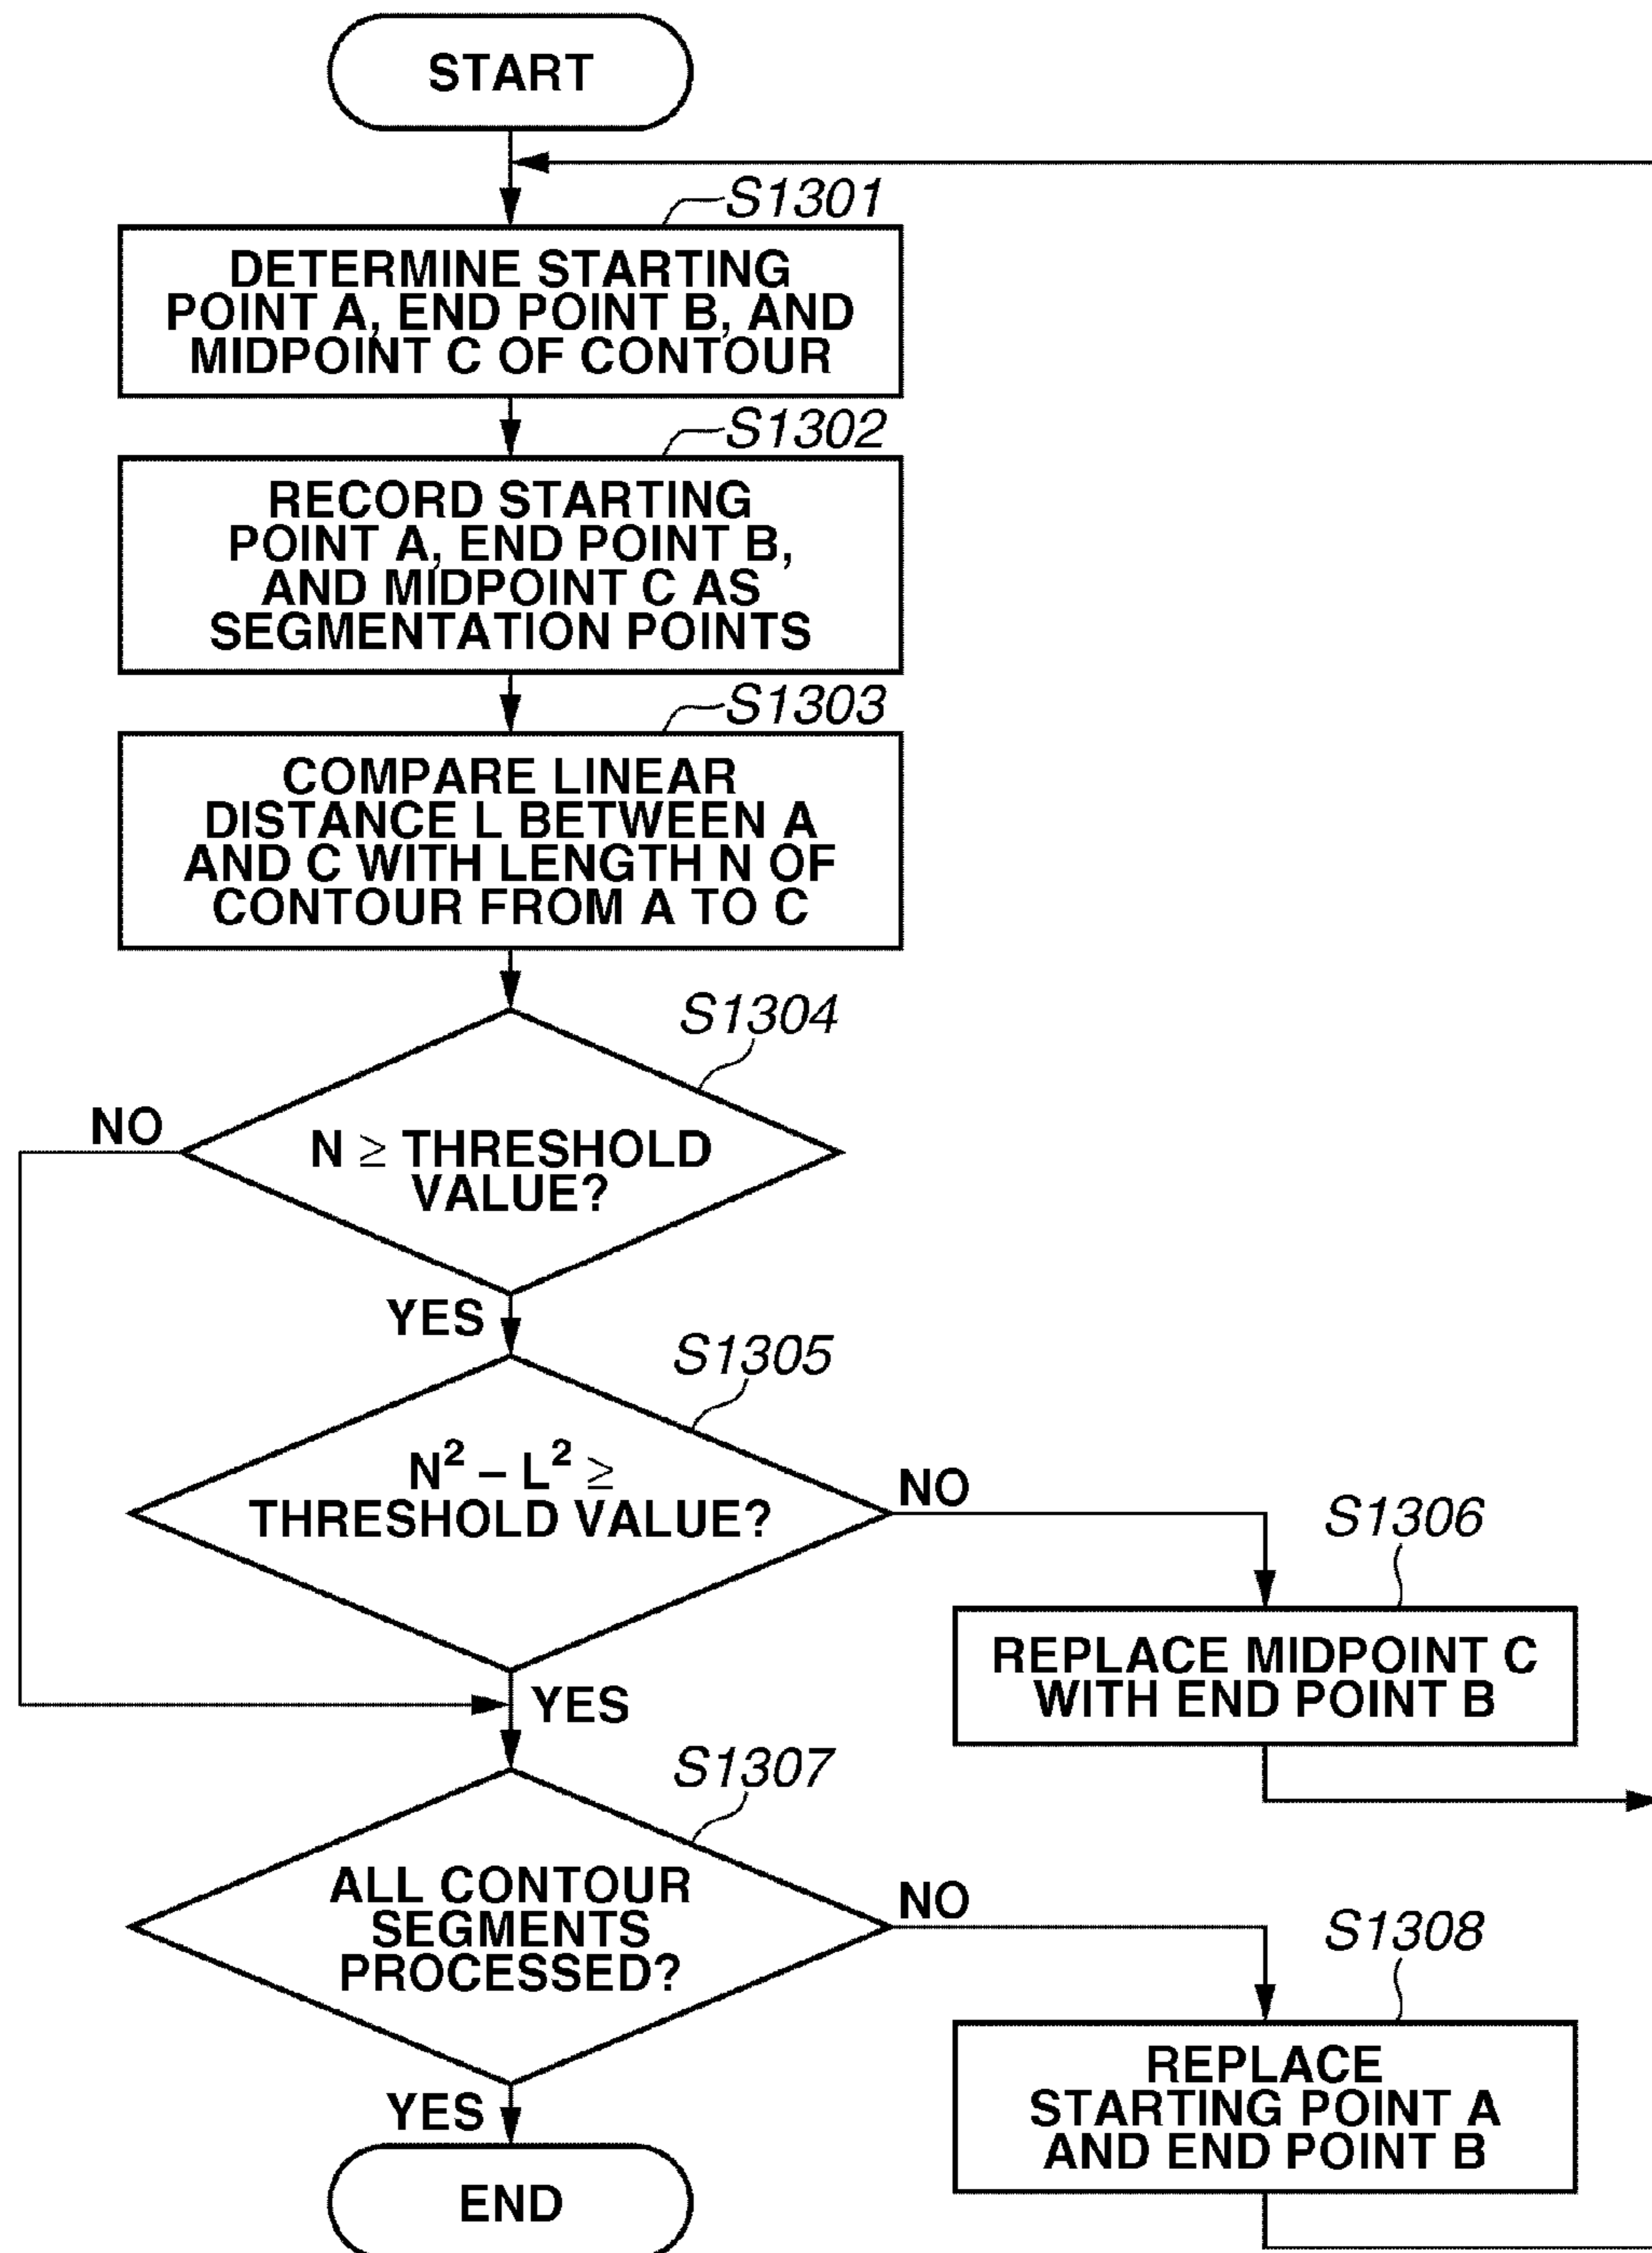 START
S1301
DETERMINE STARTING
POINT A, END POINT B, AND
MIDPOINT C OF CONTOUR
S1302
RECORD STARTING
POINT A, END POINT B,
AND MIDPOINT C AS
SEGMENTATION POINTS
S1303
COMPARE LINEAR
DISTANCE L BETWEEN A
AND C WITH LENGTH N OF
CONTOUR FROM A TO C
S1304
NO
N ≥ THRESHOLD
VALUE?
YES
S1305
N² – L² ≥
THRESHOLD VALUE?
NO
S1306
REPLACE MIDPOINT C
WITH END POINT B
YES
S1307
ALL CONTOUR
SEGMENTS
PROCESSED?
NO
S1308
REPLACE
STARTING POINT A
AND END POINT B
YES
END